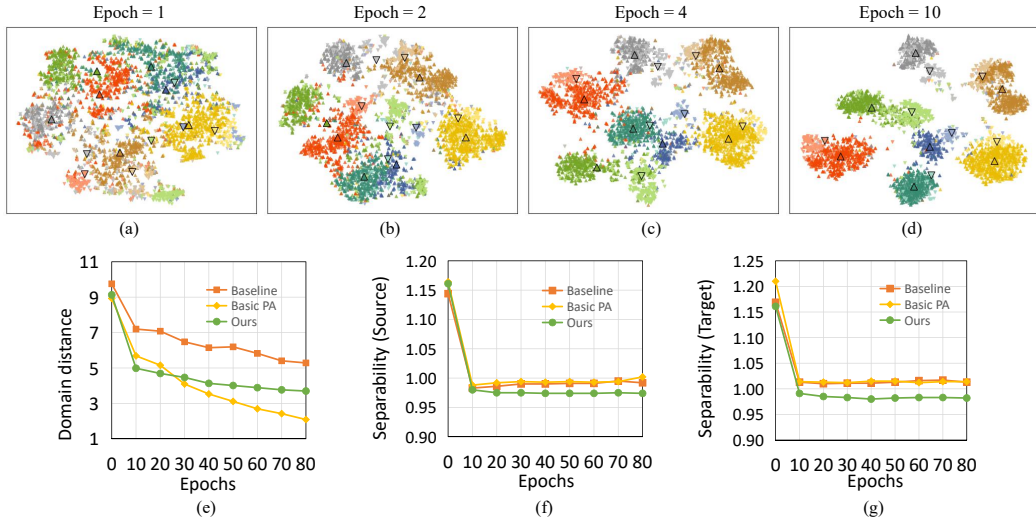 Epoch = 1
Epoch = 2
Epoch = 4
Epoch = 10
(a)
(b)
(c)
(d)
11
9
7
5
3
1
Domain distance
Baseline
Basic PA
Ours
0 10 20 30 40 50 60 70 80
Epochs
(e)
1.20
1.15
1.10
1.05
1.00
0.95
0.90
Separability (Source)
Baseline
Basic PA
Ours
0 10 20 30 40 50 60 70 80
Epochs
(f)
1.25
1.20
1.15
1.10
1.05
1.00
0.95
0.90
Separability (Target)
Baseline
Basic PA
Ours
0 10 20 30 40 50 60 70 80
Epochs
(g)